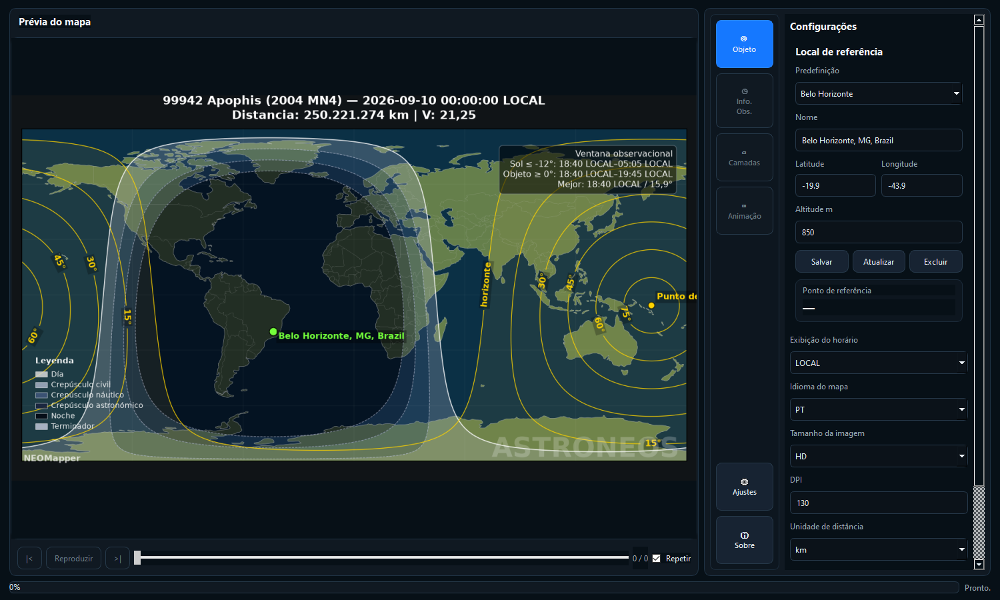 Prévia do mapa
99942 Apophis (2004 MN4) — 2026-09-10 00:00:00 LOCAL
Distancia: 250.221.274 km | V: 21,25
Ventana observacional
Sol ≤ -12°: 18:40 LOCAL–05:05 LOCAL
Objeto ≥ 0°: 18:40 LOCAL–19:45 LOCAL
Mejor: 18:40 LOCAL / 15,9°
45°
30°
15°
60°
horizonte
30°
45°
60°
75°
15°
Punto de
Belo Horizonte, MG, Brazil
Leyenda
Día
Crepúsculo civil
Crepúsculo náutico
Crepúsculo astronómico
Noche
Terminador
NEOMapper
ASTRONEOS
|<
Reproduzir
>|
0 / 0
Repetir
0%
Pronto.
Objeto
Info.
Obs.
Camadas
Animação
Ajustes
Sobre
Configurações
Local de referência
Predefinição
Belo Horizonte
Nome
Belo Horizonte, MG, Brazil
Latitude
Longitude
-19.9
-43.9
Altitude m
850
Salvar
Atualizar
Excluir
Ponto de referência
—
Exibição do horário
LOCAL
Idioma do mapa
PT
Tamanho da imagem
HD
DPI
130
Unidade de distância
km